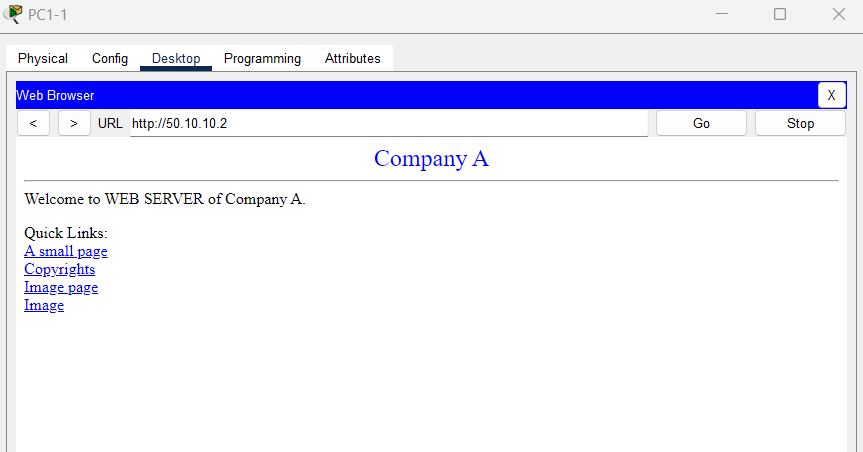 PC1-1
Physical Config Desktop Programming Attributes
Web Browser X
< > URL http://50.10.10.2 Go Stop
Company A
Welcome to WEB SERVER of Company A.
Quick Links:
A small page
Copyrights
Image page
Image